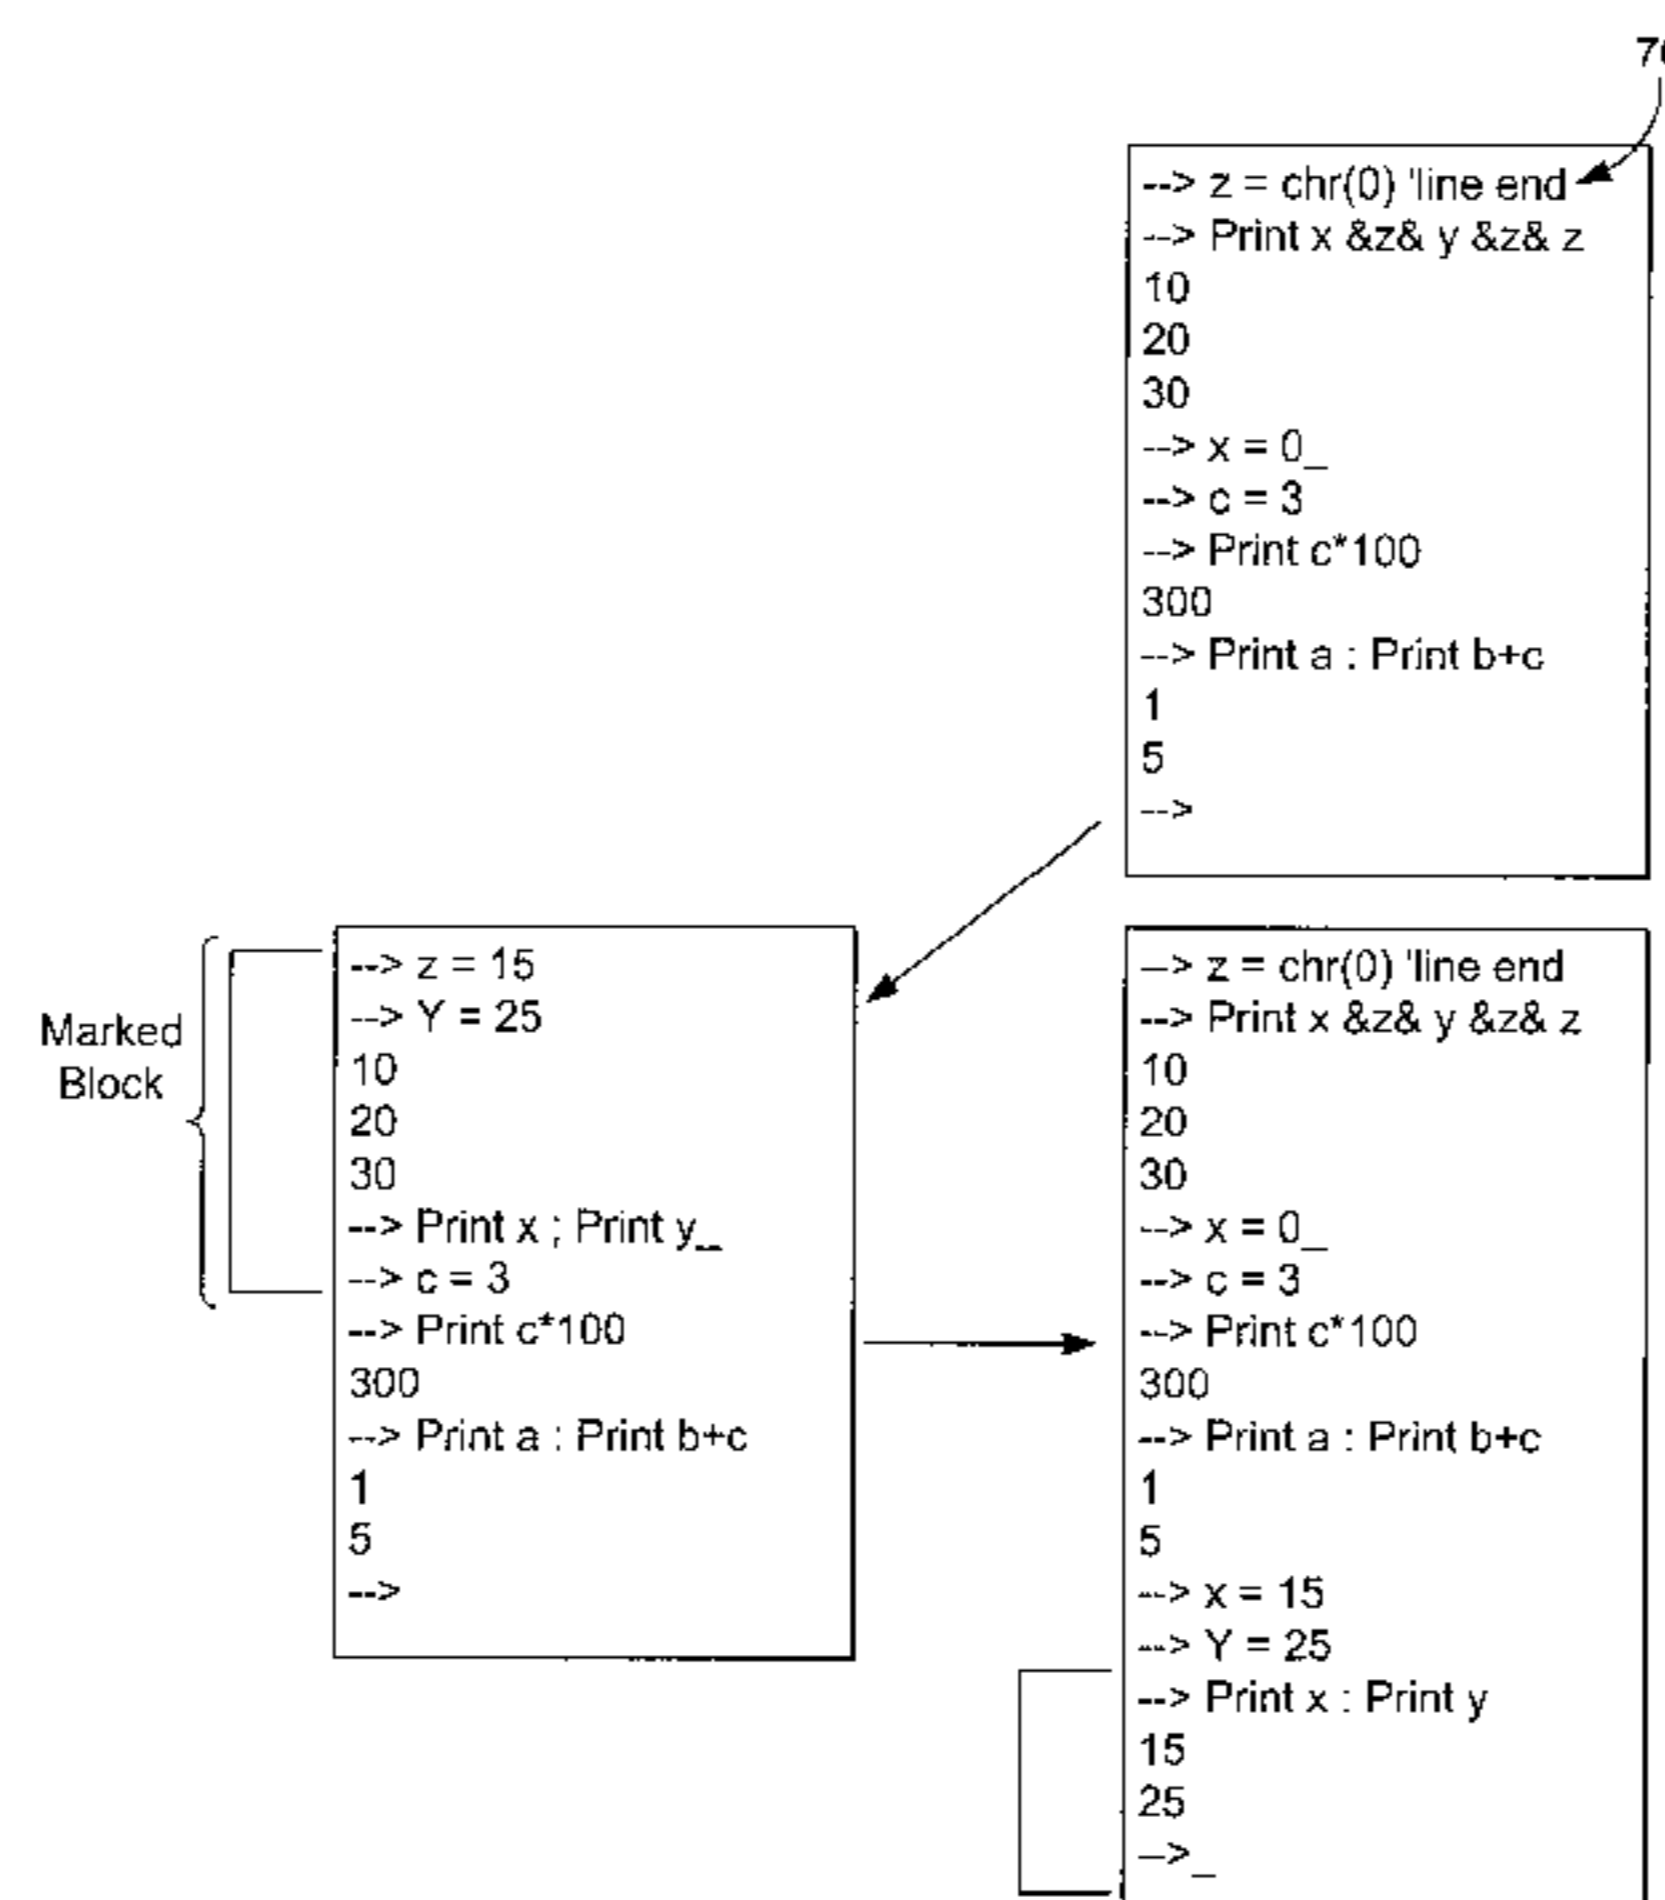 --> z = chr(0) 'line end
--> Print x &z& y &z& z
10
20
30
--> x = 0_
--> c = 3
--> Print c*100
300
--> Print a : Print b+c
1
5
-->
Marked
Block
--> z = 15
--> Y = 25
10
20
30
--> Print x ; Print y_
--> c = 3
--> Print c*100
300
--> Print a : Print b+c
1
5
-->
--> z = chr(0) 'line end
--> Print x &z& y &z& z
10
20
30
--> x = 0_
--> c = 3
--> Print c*100
300
--> Print a : Print b+c
1
5
--> x = 15
--> Y = 25
--> Print x : Print y
15
25
-->_